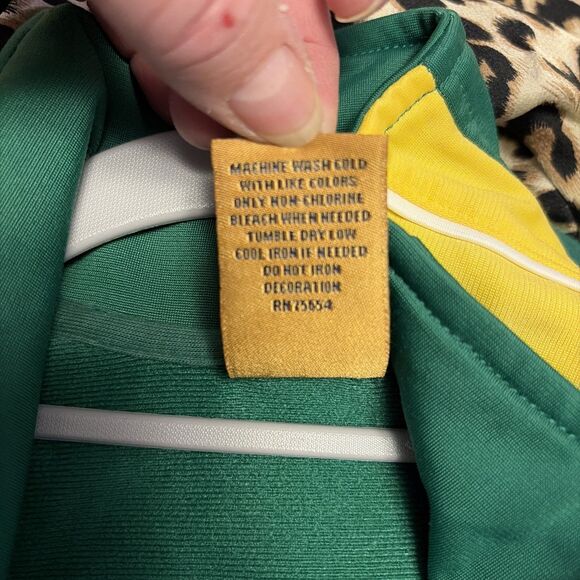 MACHINE WASH COLD
WITH LIKE COLORS
ONLY NON-CHLORINE
BLEACH WHEN NEEDED
TUMBLE DRY LOW
COOL IRON IF NEEDED
DO NOT IRON
DECORATION
RN 75654